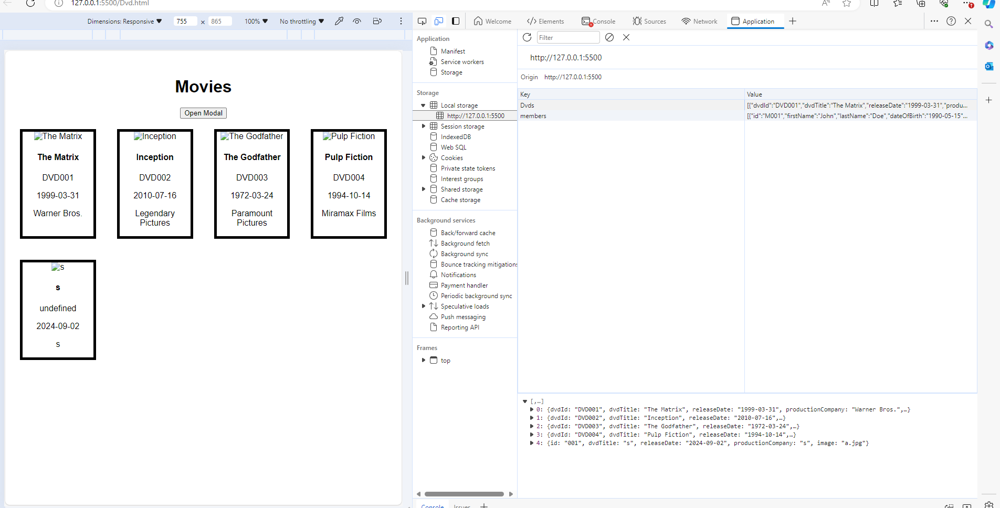 127.0.0.1:5500/Dvd.html
Dimensions: Responsive 755 × 865 100% No throttling
Welcome Elements Console Sources Network Application
Filter
Application
Manifest
Service workers
Storage
Storage
Local storage
http://127.0.0.1:5500
Session storage
IndexedDB
Web SQL
Cookies
Private state tokens
Interest groups
Shared storage
Cache storage
Background services
Back/forward cache
Background fetch
Background sync
Bounce tracking mitigations
Notifications
Payment handler
Periodic background sync
Speculative loads
Push messaging
Reporting API
Frames
top
http://127.0.0.1:5500
Origin http://127.0.0.1:5500
Key Value
Dvds [{"dvdId":"DVD001","dvdTitle":"The Matrix","releaseDate":"1999-03-31","produ…
members [{"id":"M001","firstName":"John","lastName":"Doe","dateOfBirth":"1990-05-15"…
[,…]
0: {dvdId: "DVD001", dvdTitle: "The Matrix", releaseDate: "1999-03-31", productionCompany: "Warner Bros.",…}
1: {dvdId: "DVD002", dvdTitle: "Inception", releaseDate: "2010-07-16",…}
2: {dvdId: "DVD003", dvdTitle: "The Godfather", releaseDate: "1972-03-24",…}
3: {dvdId: "DVD004", dvdTitle: "Pulp Fiction", releaseDate: "1994-10-14",…}
4: {id: "001", dvdTitle: "s", releaseDate: "2024-09-02", productionCompany: "s", image: "a.jpg"}
Console Issues
Movies
Open Modal
The Matrix
The Matrix
DVD001
1999-03-31
Warner Bros.
Inception
Inception
DVD002
2010-07-16
Legendary
Pictures
The Godfather
The Godfather
DVD003
1972-03-24
Paramount
Pictures
Pulp Fiction
Pulp Fiction
DVD004
1994-10-14
Miramax Films
s
s
undefined
2024-09-02
s